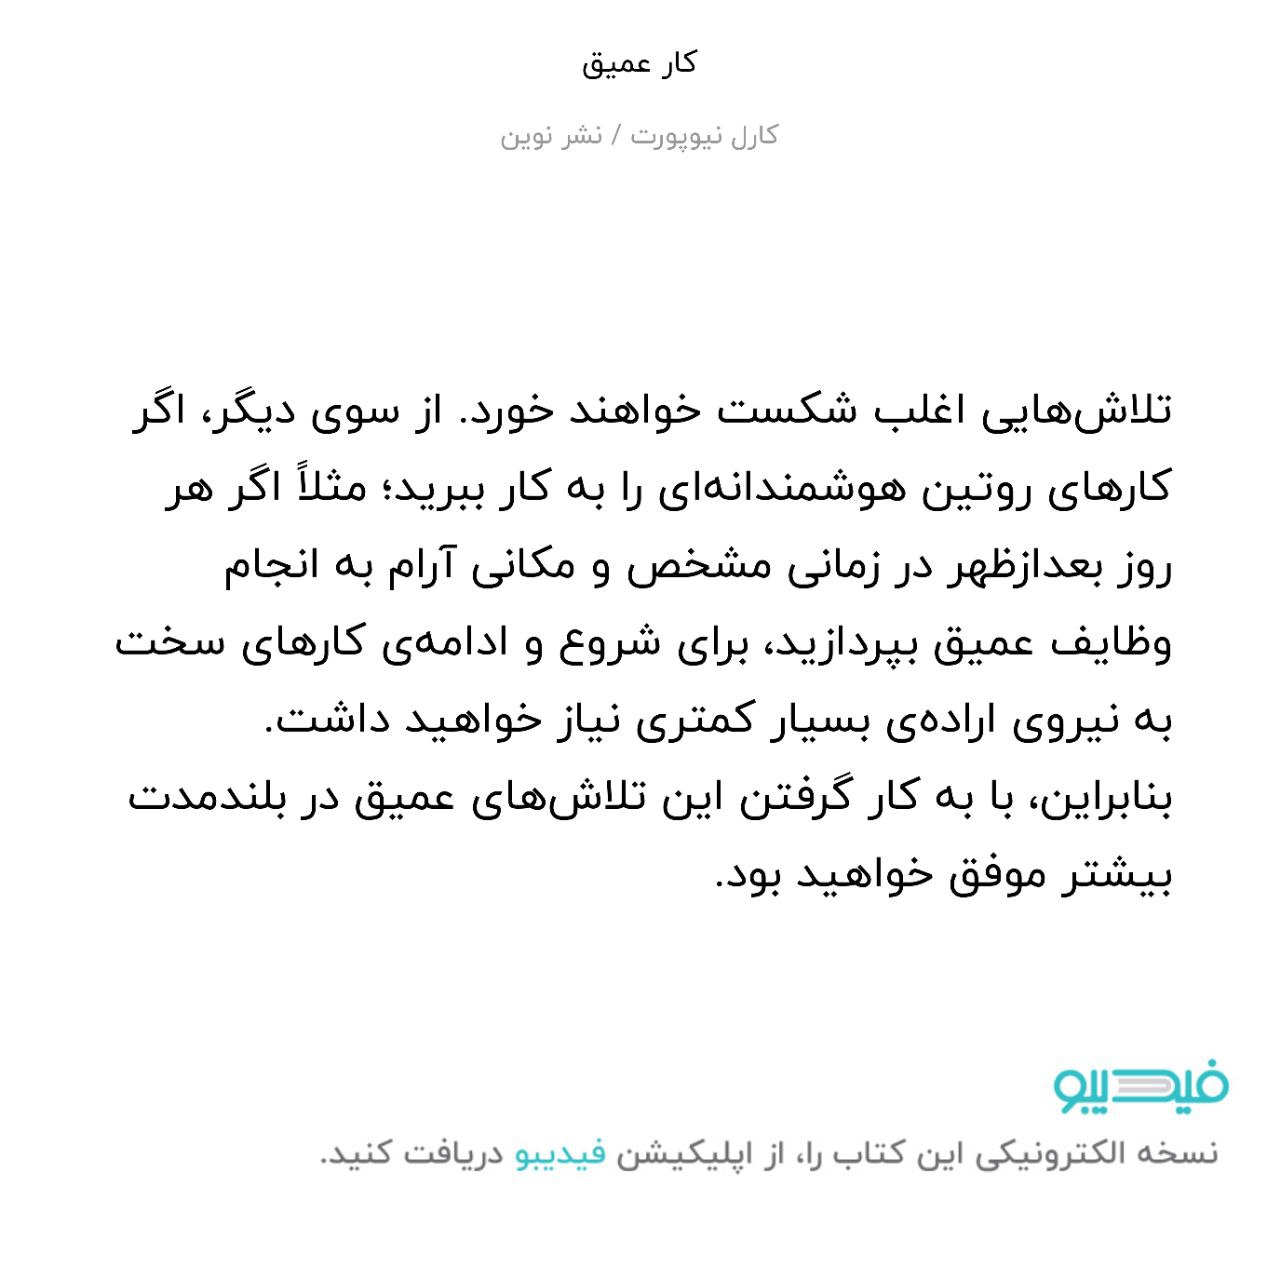 کار عمیق
کارل نیوپورت / نشر نوین
تلاش‌هایی اغلب شکست خواهند خورد. از سوی دیگر، اگر
کارهای روتین هوشمندانه‌ای را به کار ببرید؛ مثلاً اگر هر
روز بعدازظهر در زمانی مشخص و مکانی آرام به انجام
وظایف عمیق بپردازید، برای شروع و ادامه‌ی کارهای سخت
به نیروی اراده‌ی بسیار کمتری نیاز خواهید داشت.
بنابراین، با به کار گرفتن این تلاش‌های عمیق در بلندمدت
بیشتر موفق خواهید بود.
فیدیبو
نسخه الکترونیکی این کتاب را، از اپلیکیشن فیدیبو دریافت کنید.